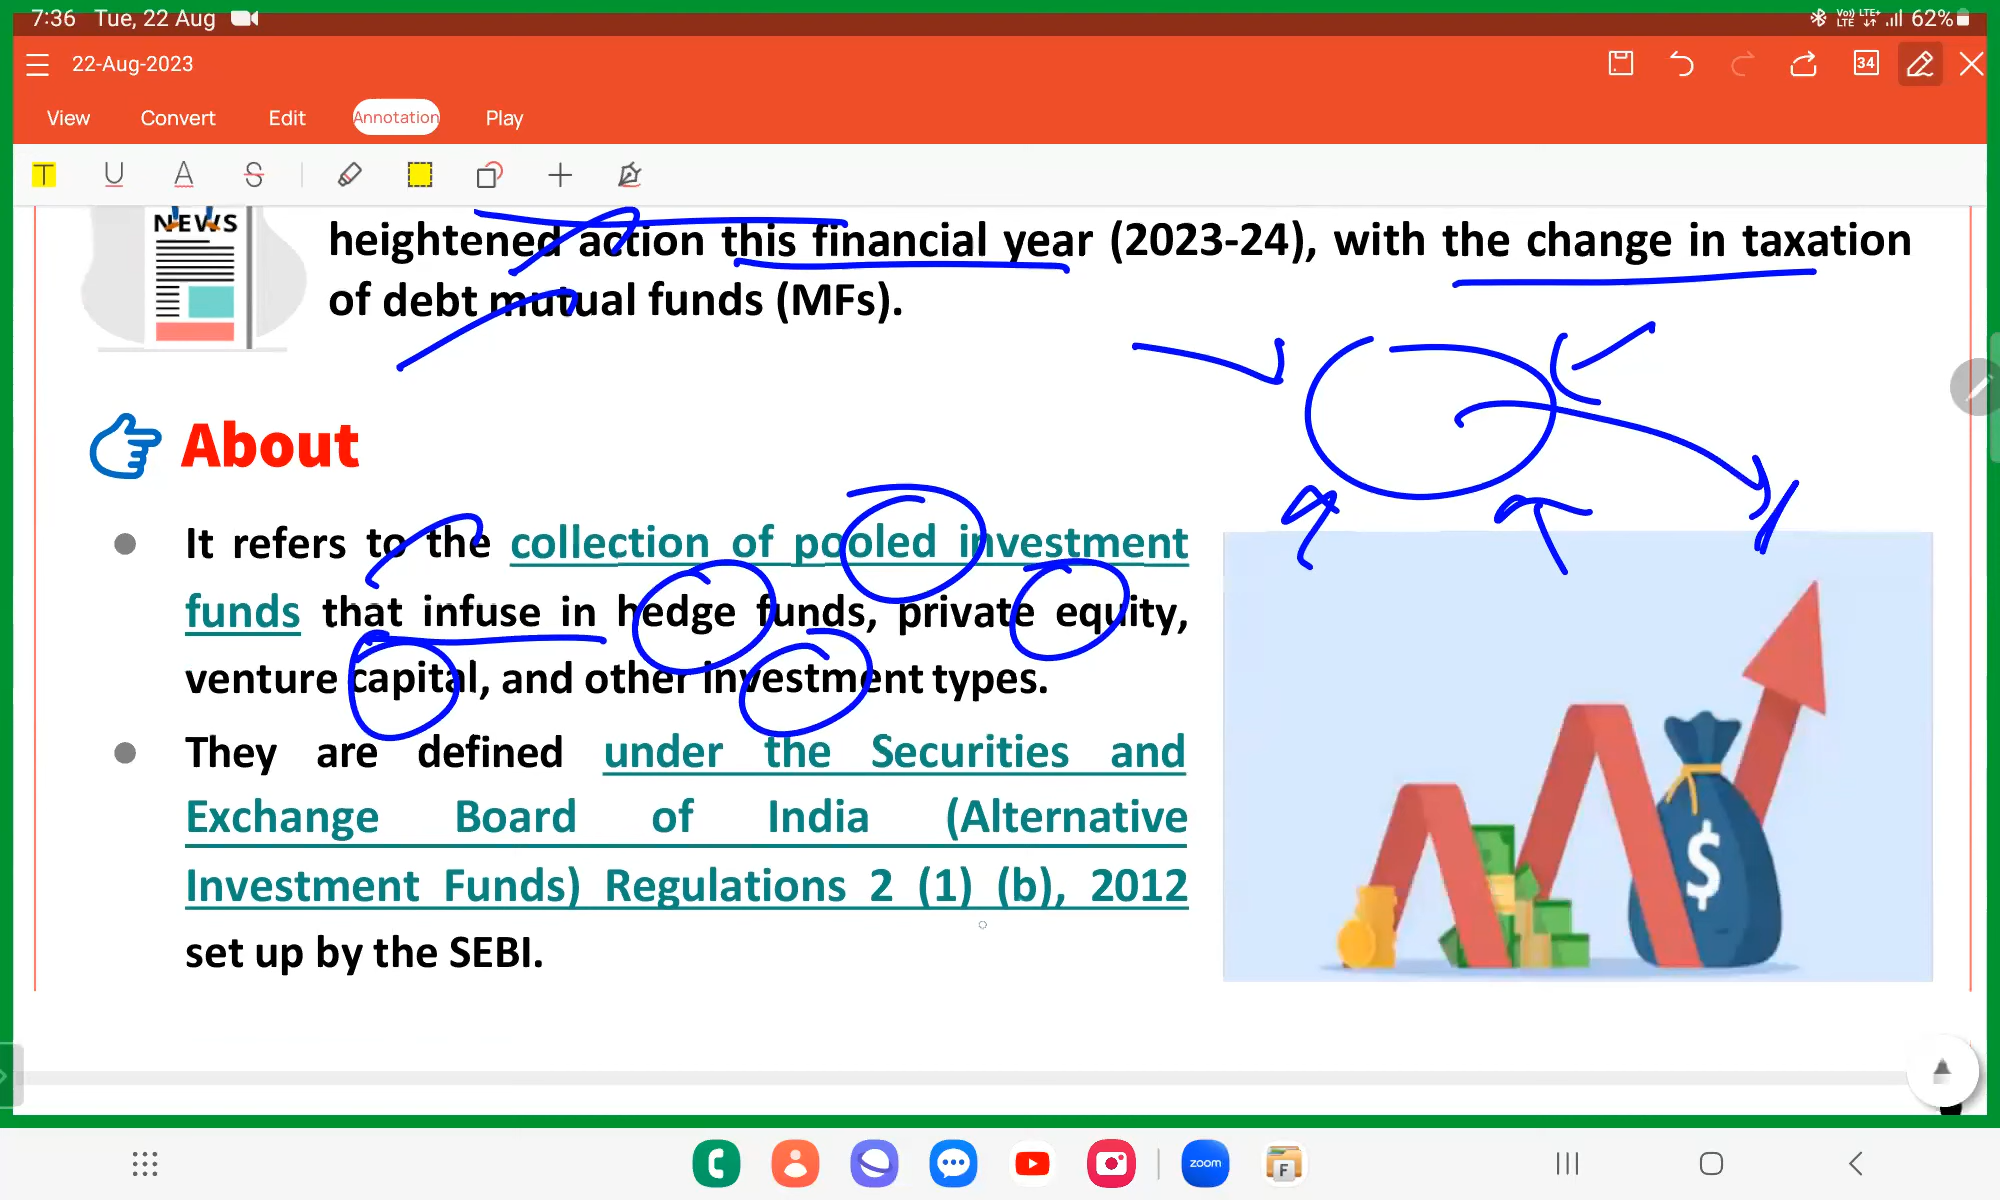 7:36 Tue, 22 Aug
Vo) LTE LTE+ 62%
22-Aug-2023
34
View Convert Edit Annotation Play
T U A S
NEWS
heightened action this financial year (2023-24), with the change in taxation
of debt mutual funds (MFs).
About
It refers to the collection of pooled investment
funds that infuse in hedge funds, private equity,
venture capital, and other investment types.
They are defined under the Securities and
Exchange Board of India (Alternative
Investment Funds) Regulations 2 (1) (b), 2012
set up by the SEBI.
$
zoom
F